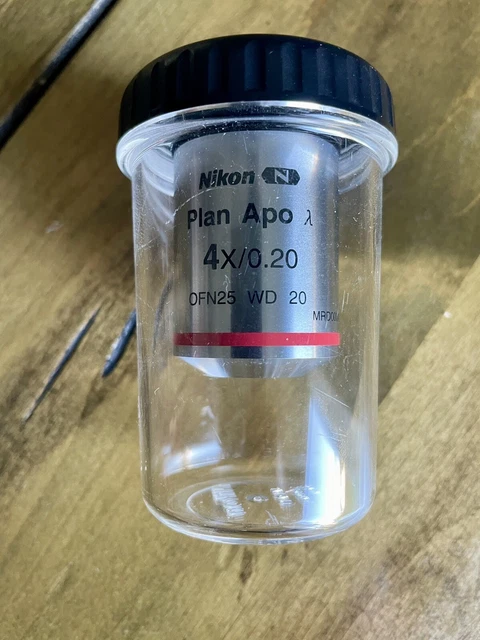 Nikon N
Plan Apo λ
4x/0.20
OFN25 WD 20